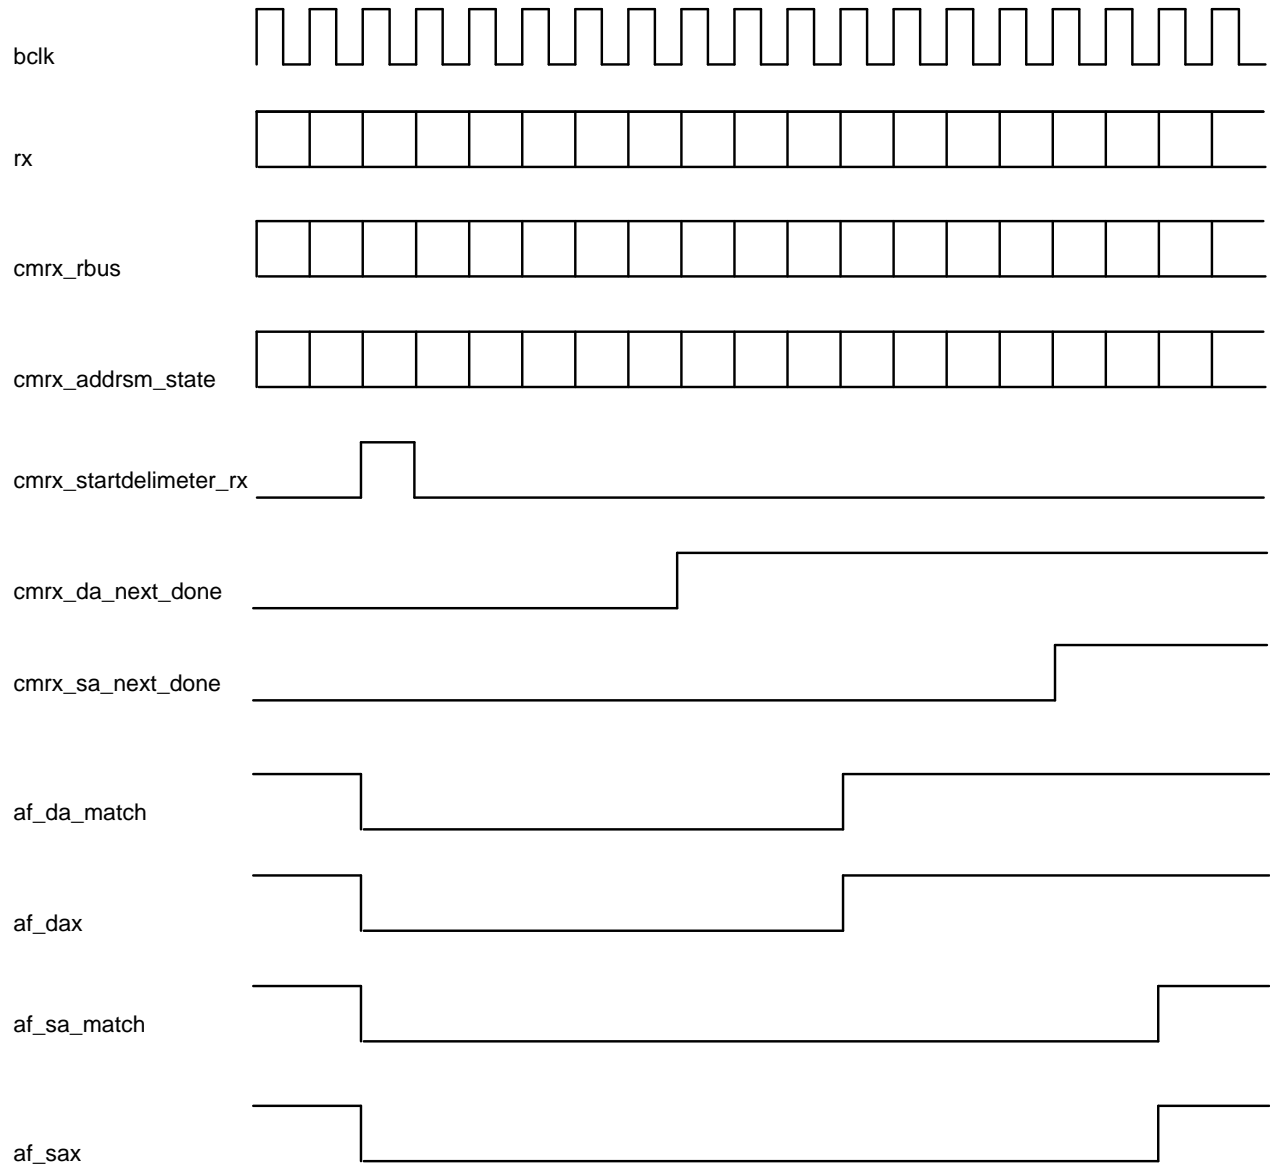 bclk
rx
cmrx_rbus
cmrx_addrsm_state
cmrx_startdelimeter_rx
cmrx_da_next_done
cmrx_sa_next_done
af_da_match
af_dax
af_sa_match
af_sax